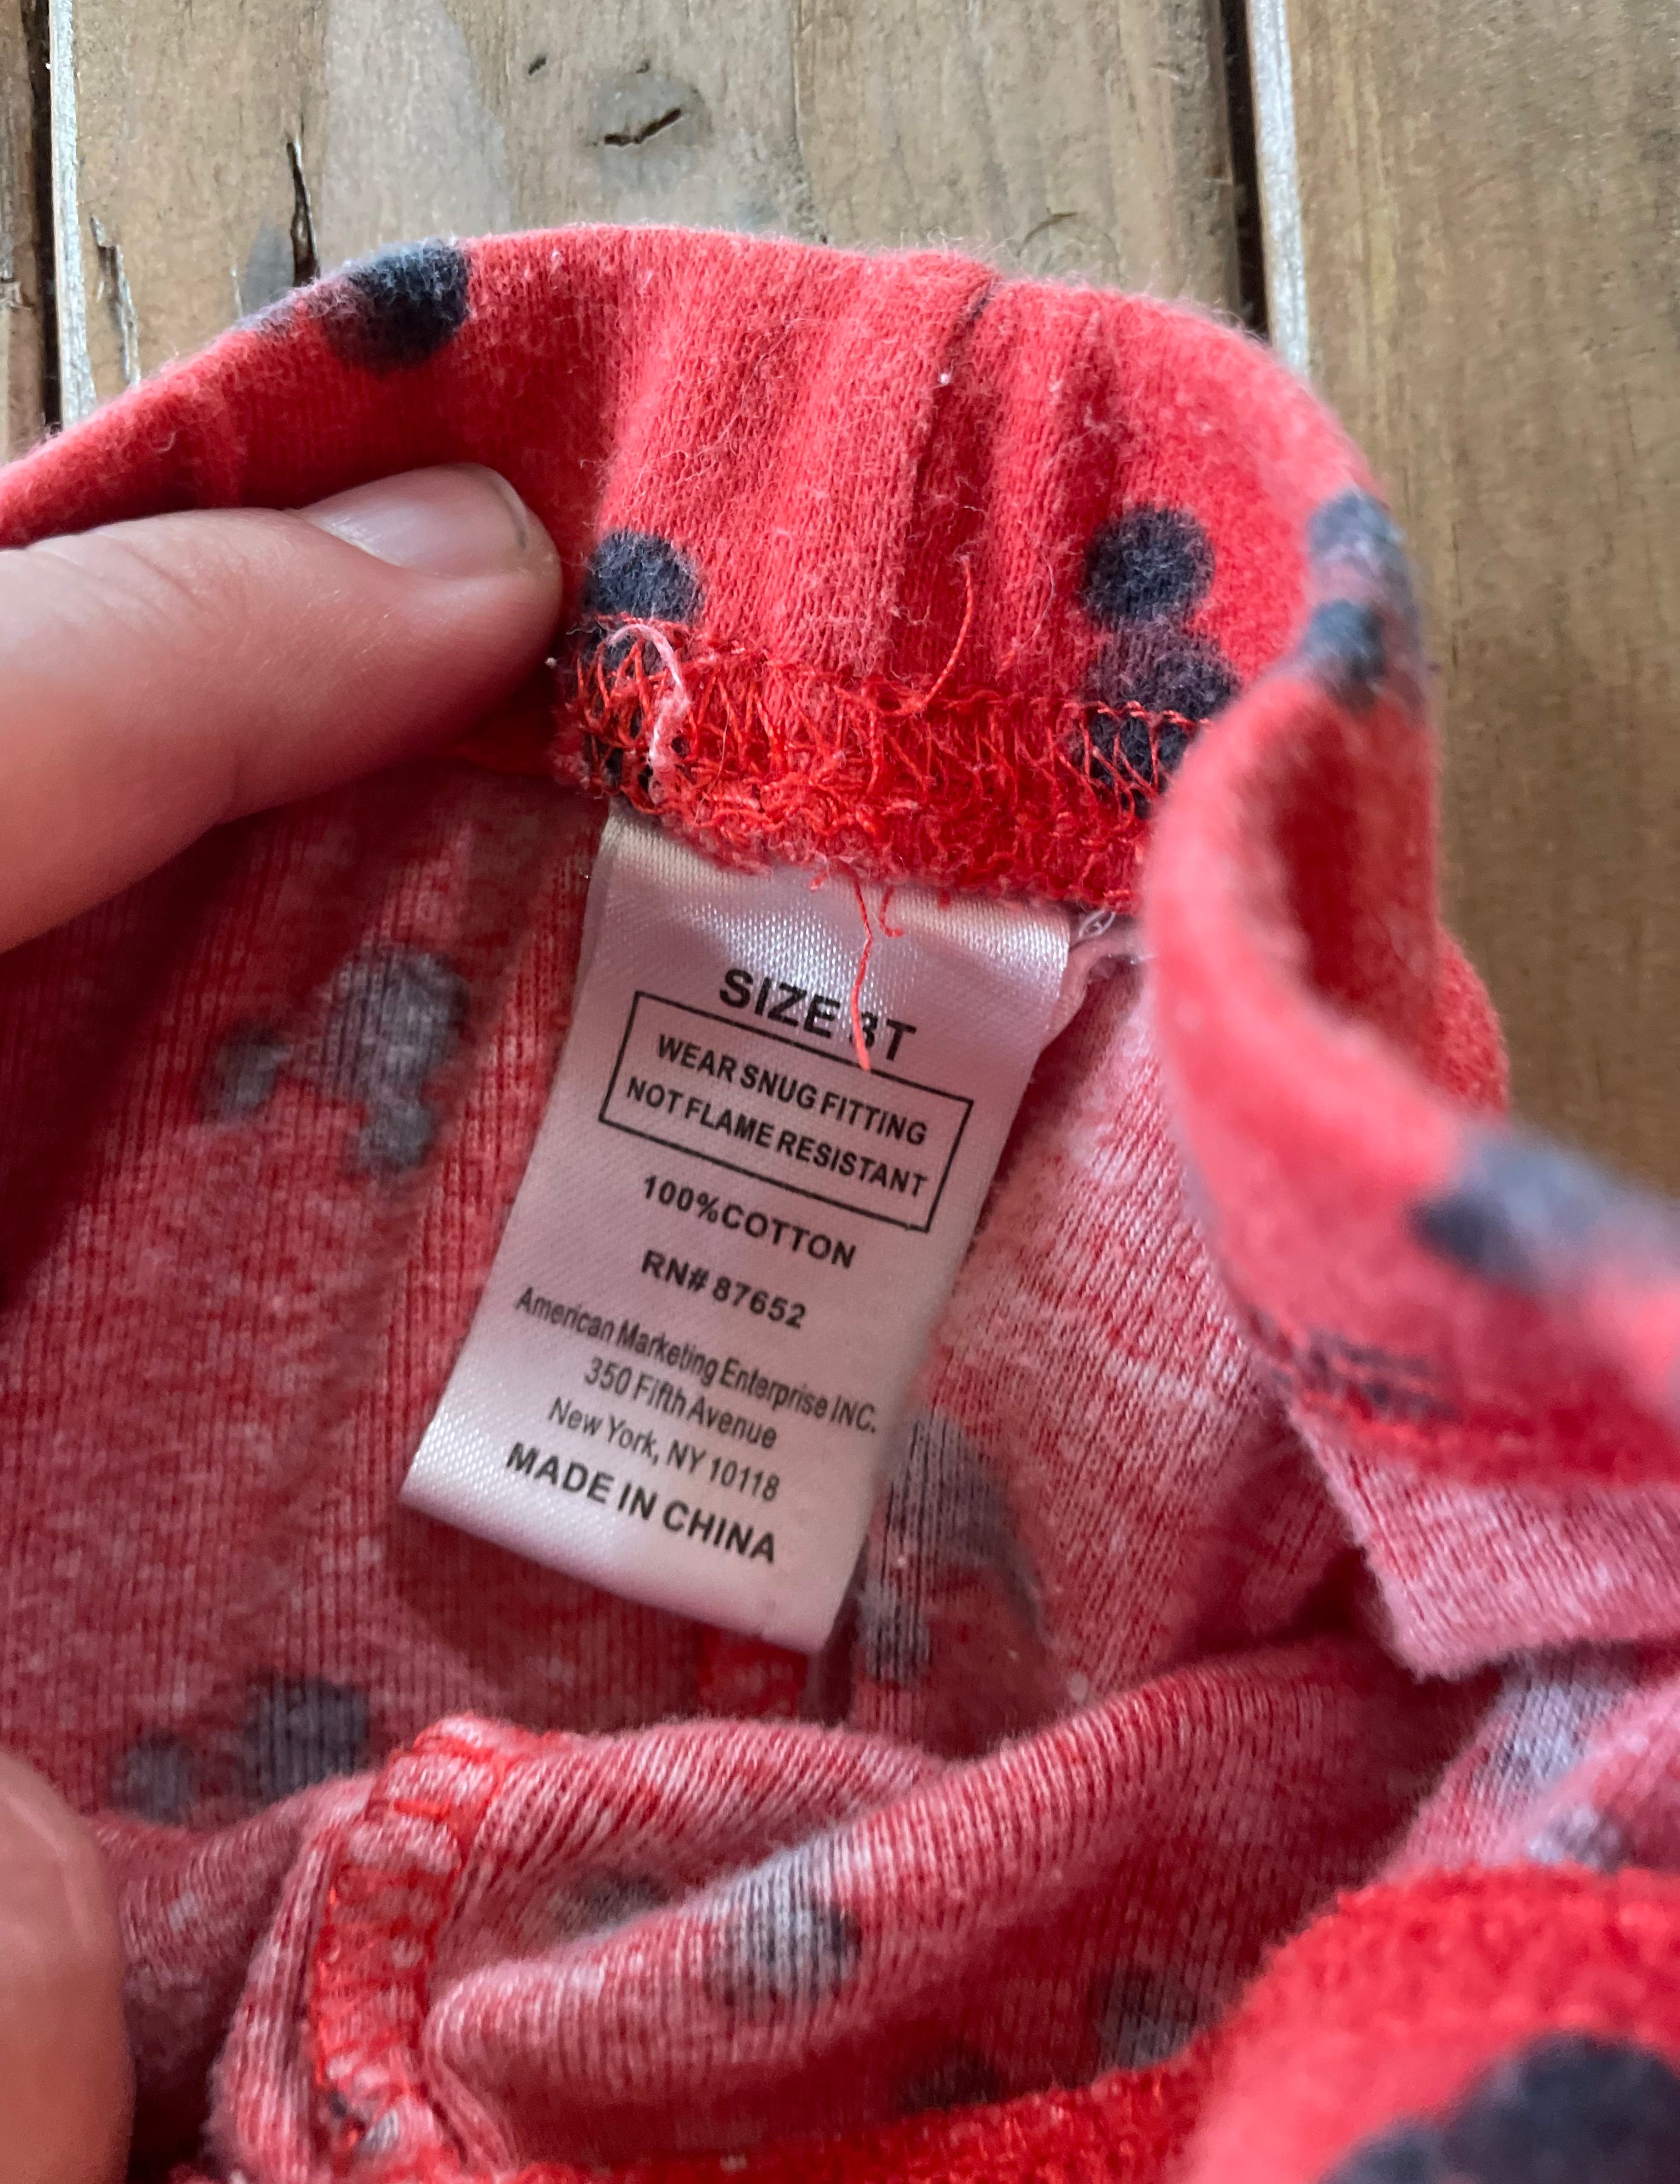 SIZE 3T
WEAR SNUG FITTING
NOT FLAME RESISTANT
100%COTTON
RN# 87652
American Marketing Enterprise INC.
350 Fifth Avenue
New York, NY 10118
MADE IN CHINA